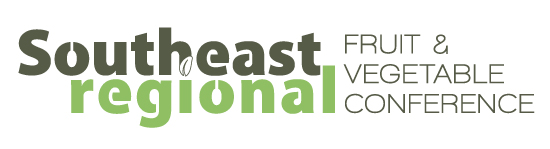 Southeast
regional
FRUIT &
VEGETABLE
CONFERENCE